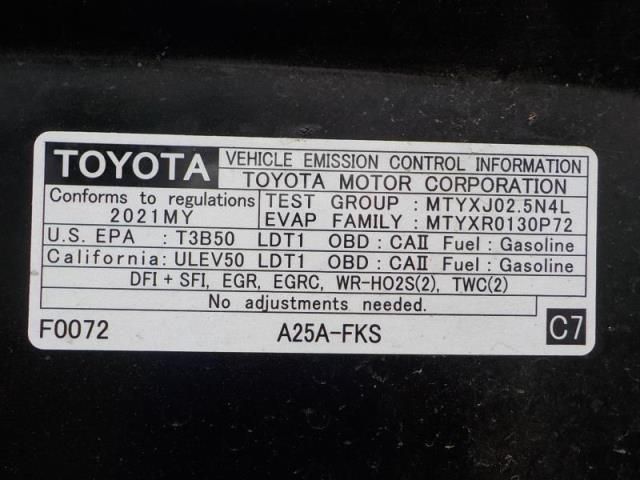 TOYOTA VEHICLE EMISSION CONTROL INFORMATION
TOYOTA MOTOR CORPORATION
Conforms to regulations
2021MY
TEST GROUP : MTYXJ02.5N4L
EVAP FAMILY : MTYXR0130P72
U.S. EPA : T3B50 LDT1 OBD : CAⅡ Fuel : Gasoline
California : ULEV50 LDT1 OBD : CAⅡ Fuel : Gasoline
DFI + SFI, EGR, EGRC, WR-HO2S(2), TWC(2)
No adjustments needed.
F0072 A25A-FKS C7